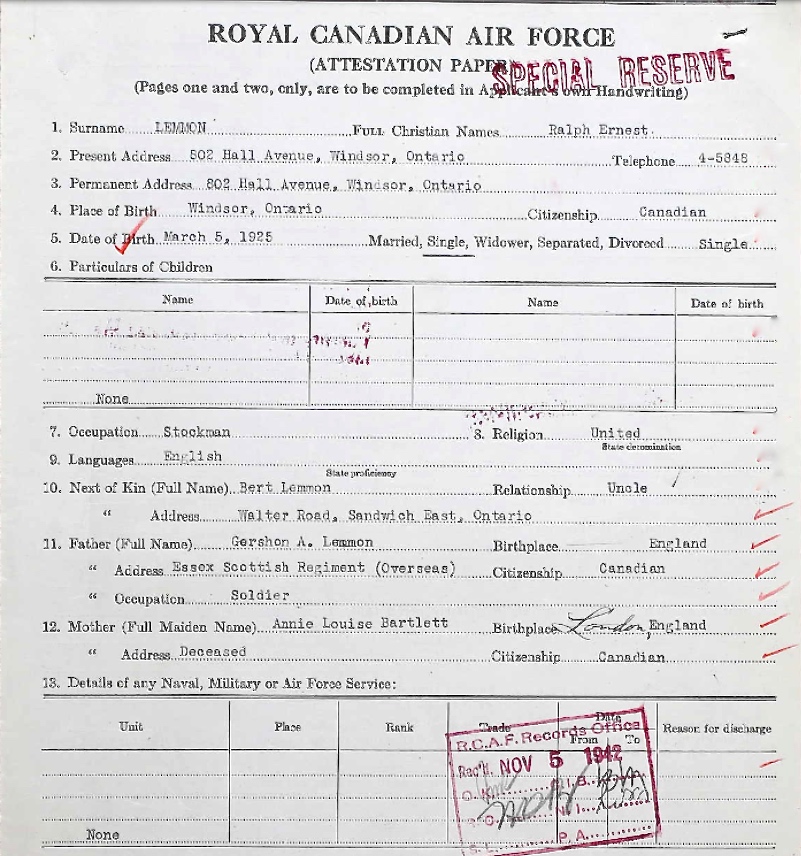 ROYAL CANADIAN AIR FORCE
(ATTESTATION PAPER)
SPECIAL RESERVE
(Pages one and two, only, are to be completed in Applicant's own Handwriting)
1. Surname LEMMON FULL Christian Names Ralph Ernest.
2. Present Address 802 Hall Avenue, Windsor, Ontario Telephone 4-5848
3. Permanent Address 802 Hall Avenue, Windsor, Ontario
4. Place of Birth Windsor, Ontario Citizenship Canadian
5. Date of Birth March 5, 1925 Married, Single, Widower, Separated, Divorced Single
6. Particulars of Children
Name Date of birth Name Date of birth
None
7. Occupation Stockman 8. Religion United
State denomination
9. Languages English
State proficiency
10. Next of Kin (Full Name) Bert Lemmon Relationship Uncle
" Address Walter Road, Sandwich East, Ontario
11. Father (Full Name) Gershon A. Lemmon Birthplace England
" Address Essex Scottish Regiment (Overseas) Citizenship Canadian
" Occupation Soldier
12. Mother (Full Maiden Name) Annie Louise Bartlett Birthplace London, England
" Address Deceased Citizenship Canadian
13. Details of any Naval, Military or Air Force Service:
Unit Place Rank Trade Date Reason for discharge
From To
R.C.A.F. Records Office
Rec'd. NOV 5 1942
P. A.
None